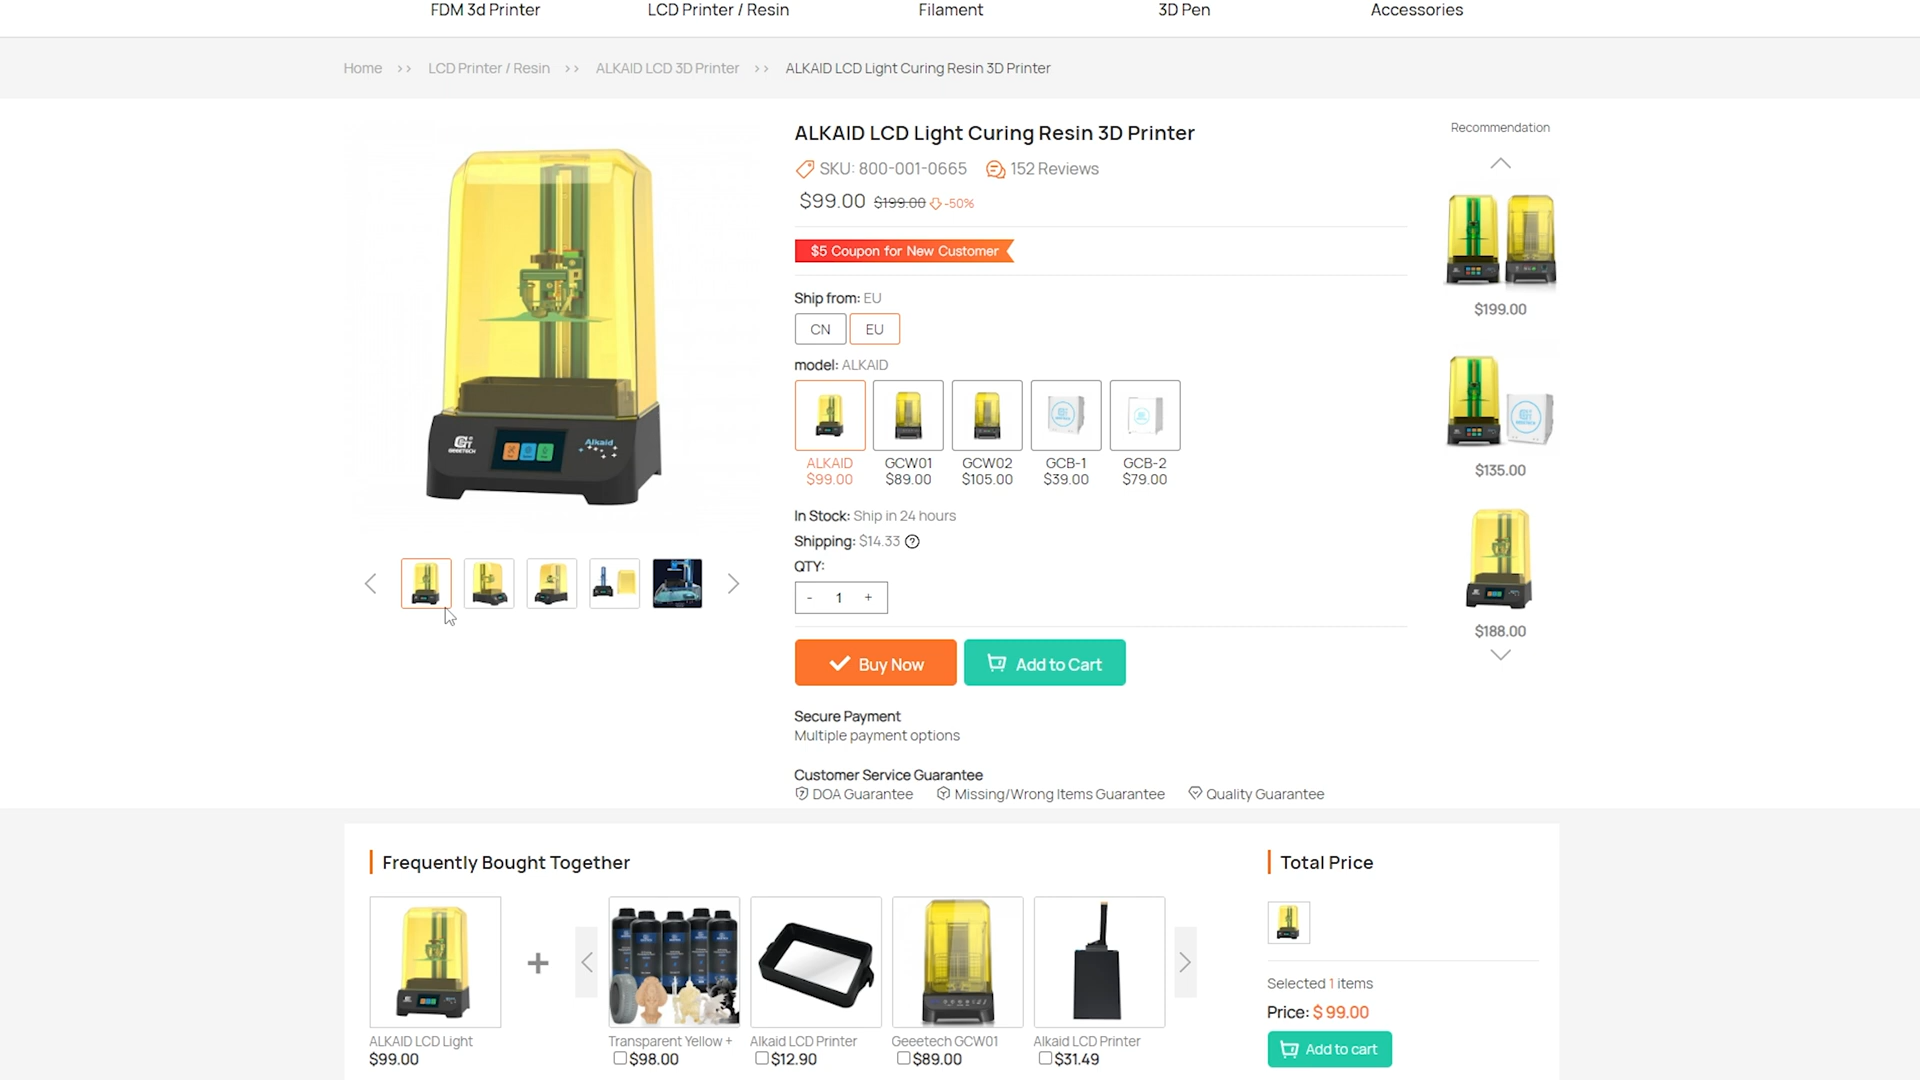 FDM 3d Printer
LCD Printer / Resin
Filament
3D Pen
Accessories
Home >> LCD Printer / Resin >> ALKAID LCD 3D Printer >> ALKAID LCD Light Curing Resin 3D Printer
ALKAID LCD Light Curing Resin 3D Printer
SKU: 800-001-0665
152 Reviews
$99.00 $199.00 -50%
$5 Coupon for New Customer
Ship from: EU
CN
EU
model: ALKAID
ALKAID
$99.00
GCW01
$89.00
GCW02
$105.00
GCB-1
$39.00
GCB-2
$79.00
In Stock: Ship in 24 hours
Shipping: $14.33 ?
QTY:
- 1 +
Buy Now
Add to Cart
Secure Payment
Multiple payment options
Customer Service Guarantee
DOA Guarantee
Missing/Wrong Items Guarantee
Quality Guarantee
GEEETECH
Alkaid
Recommendation
$199.00
$135.00
$188.00
Frequently Bought Together
ALKAID LCD Light
$99.00
+
Transparent Yellow +
$98.00
Alkaid LCD Printer
$12.90
Geeetech GCW01
$89.00
Alkaid LCD Printer
$31.49
Total Price
Selected 1 items
Price: $ 99.00
Add to cart